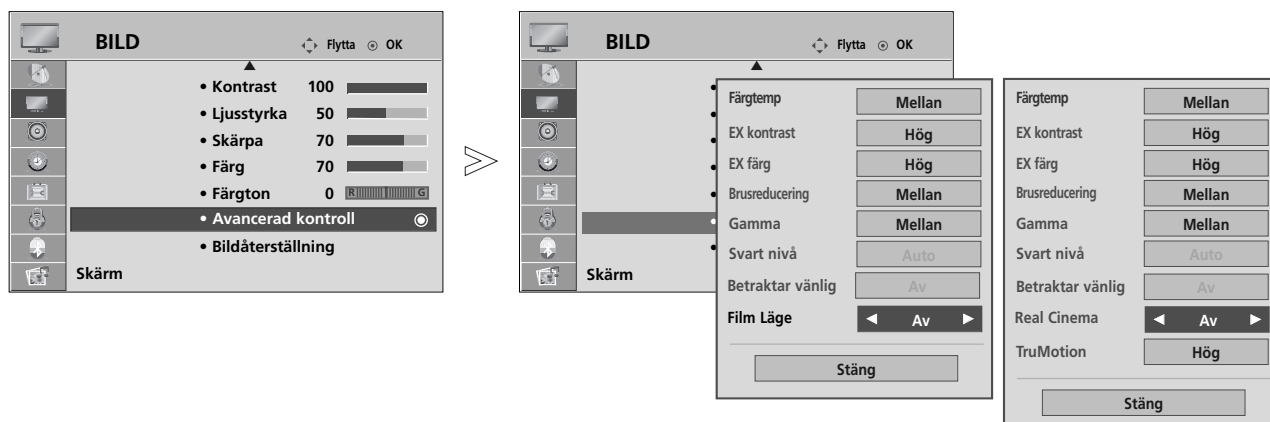 BILD
Flytta
OK
• Kontrast 100
• Ljusstyrka 50
• Skärpa 70
• Färg 70
• Färgton 0 R G
• Avancerad kontroll
• Bildåterställning
Skärm
BILD
Flytta
OK
Skärm
Färgtemp Mellan
EX kontrast Hög
EX färg Hög
Brusreducering Mellan
Gamma Mellan
Svart nivå Auto
Betraktar vänlig Av
Film Läge ◀ Av ▶
Stäng
Färgtemp Mellan
EX kontrast Hög
EX färg Hög
Brusreducering Mellan
Gamma Mellan
Svart nivå Auto
Betraktar vänlig Av
Real Cinema ◀ Av ▶
TruMotion Hög
Stäng